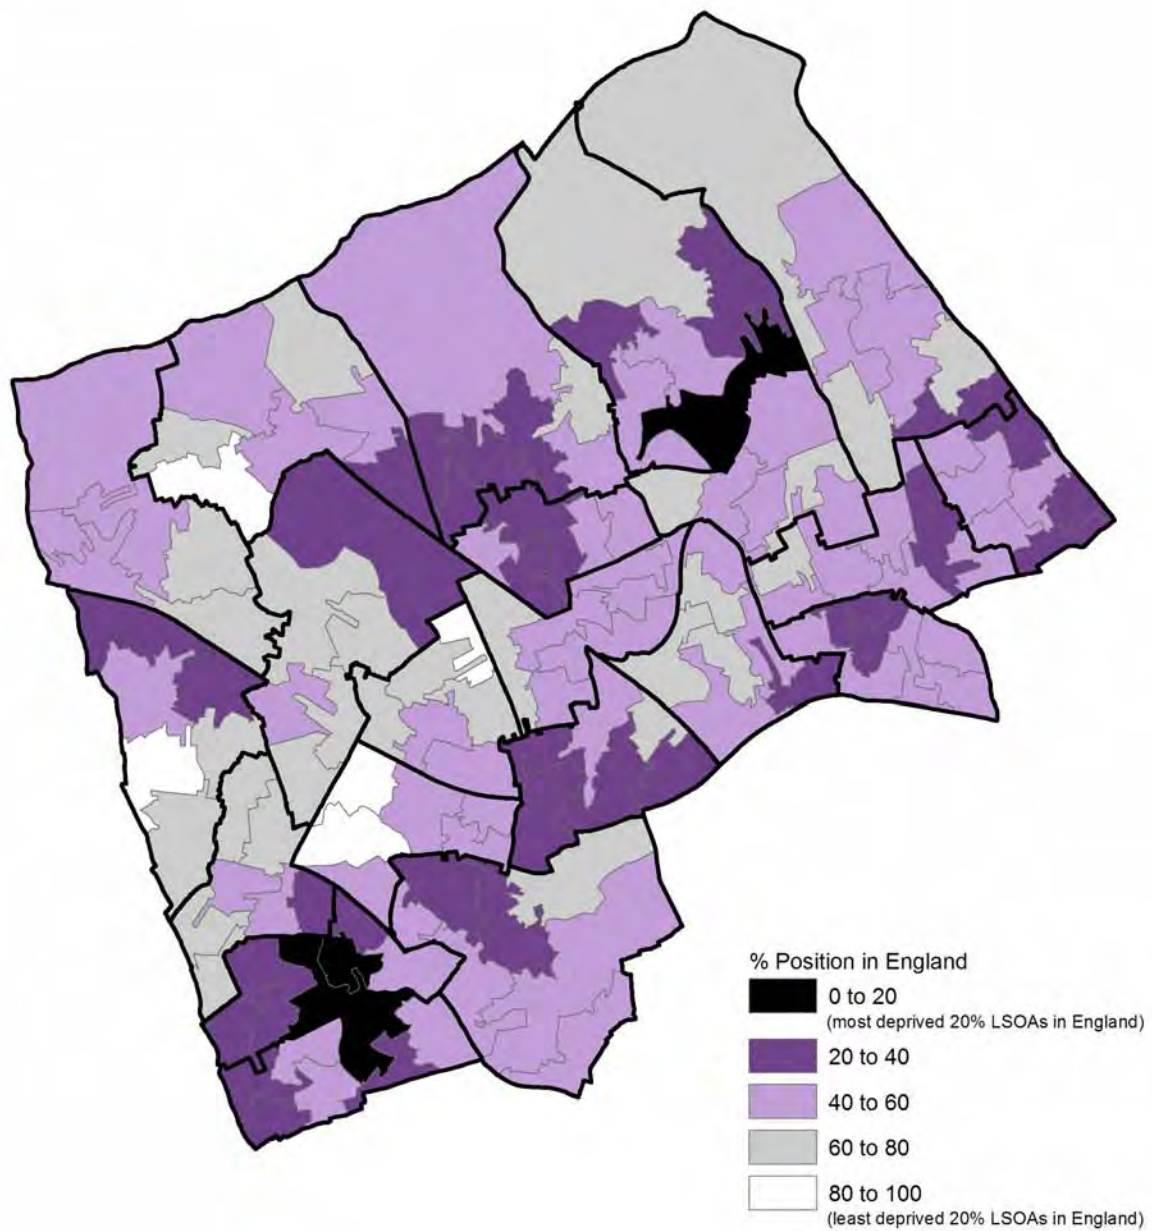 % Position in England
0 to 20
(most deprived 20% LSOAs in England)
20 to 40
40 to 60
60 to 80
80 to 100
(least deprived 20% LSOAs in England)